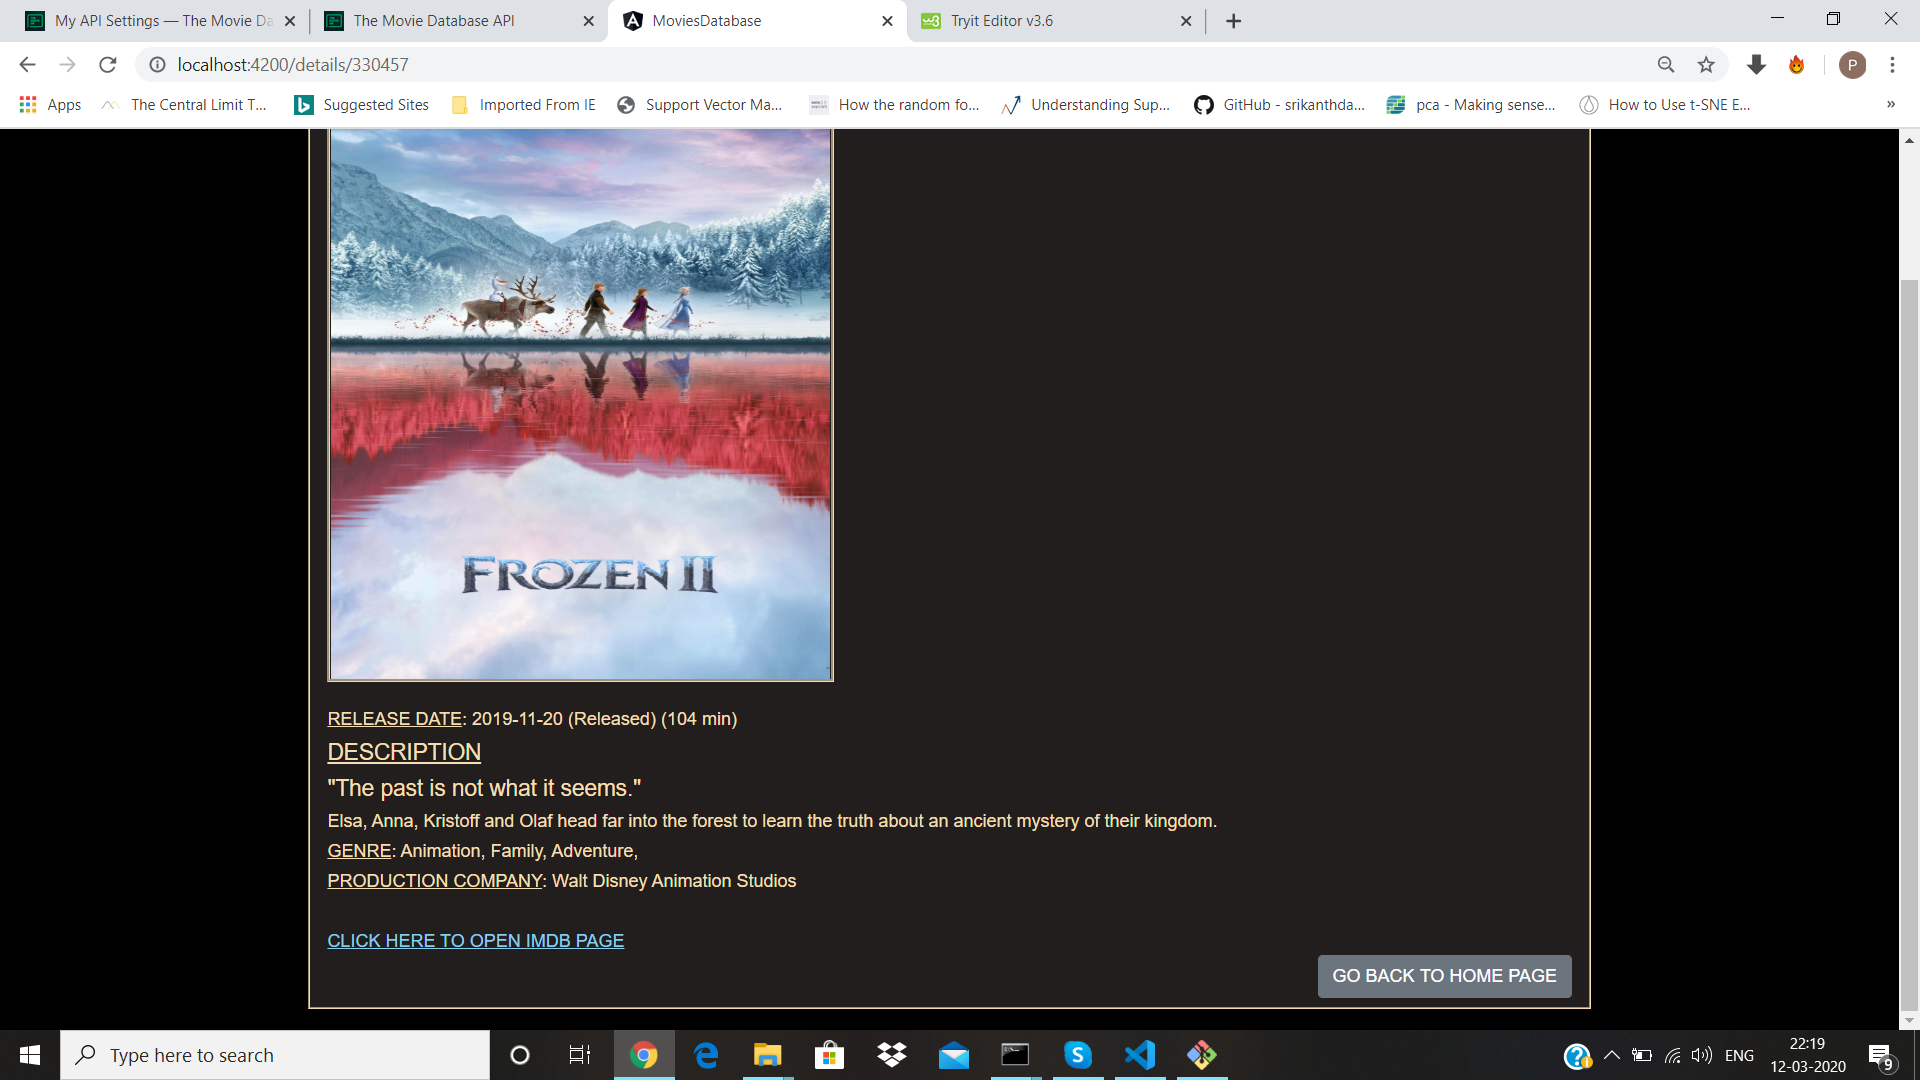 My API Settings — The Movie Da
The Movie Database API
MoviesDatabase
Tryit Editor v3.6
localhost:4200/details/330457
P
Apps
The Central Limit T...
Suggested Sites
Imported From IE
Support Vector Ma...
How the random fo...
Understanding Sup...
GitHub - srikanthda...
pca - Making sense...
How to Use t-SNE E...
»
FROZEN II
RELEASE DATE: 2019-11-20 (Released) (104 min)
DESCRIPTION
"The past is not what it seems."
Elsa, Anna, Kristoff and Olaf head far into the forest to learn the truth about an ancient mystery of their kingdom.
GENRE: Animation, Family, Adventure,
PRODUCTION COMPANY: Walt Disney Animation Studios
CLICK HERE TO OPEN IMDB PAGE
GO BACK TO HOME PAGE
Type here to search
ENG
22:19
12-03-2020
9